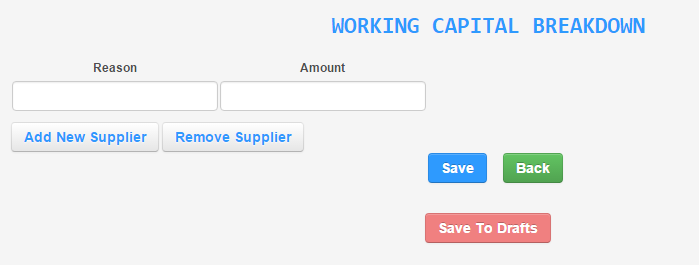 WORKING CAPITAL BREAKDOWN
Reason Amount
Add New Supplier Remove Supplier
Save Back
Save To Drafts